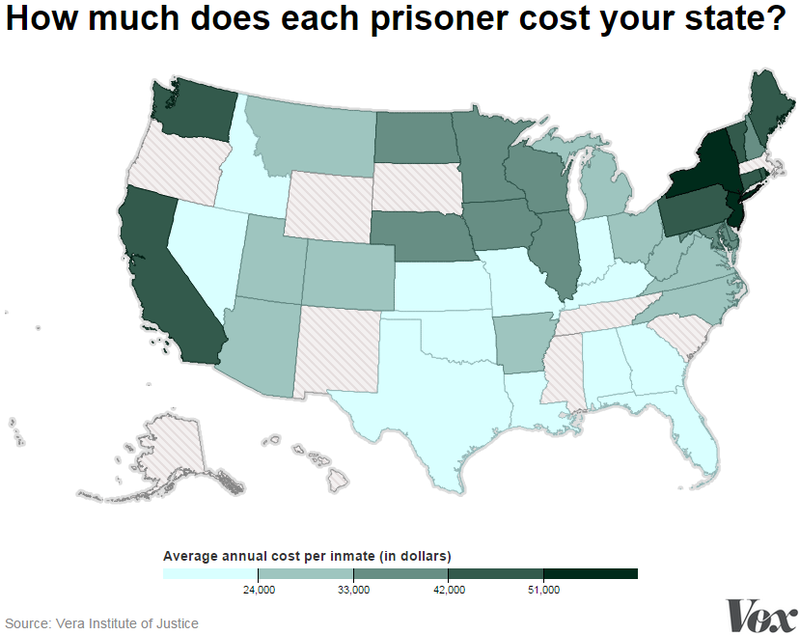 How much does each prisoner cost your state?
Average annual cost per inmate (in dollars)
24,000 33,000 42,000 51,000
Source: Vera Institute of Justice
Vox